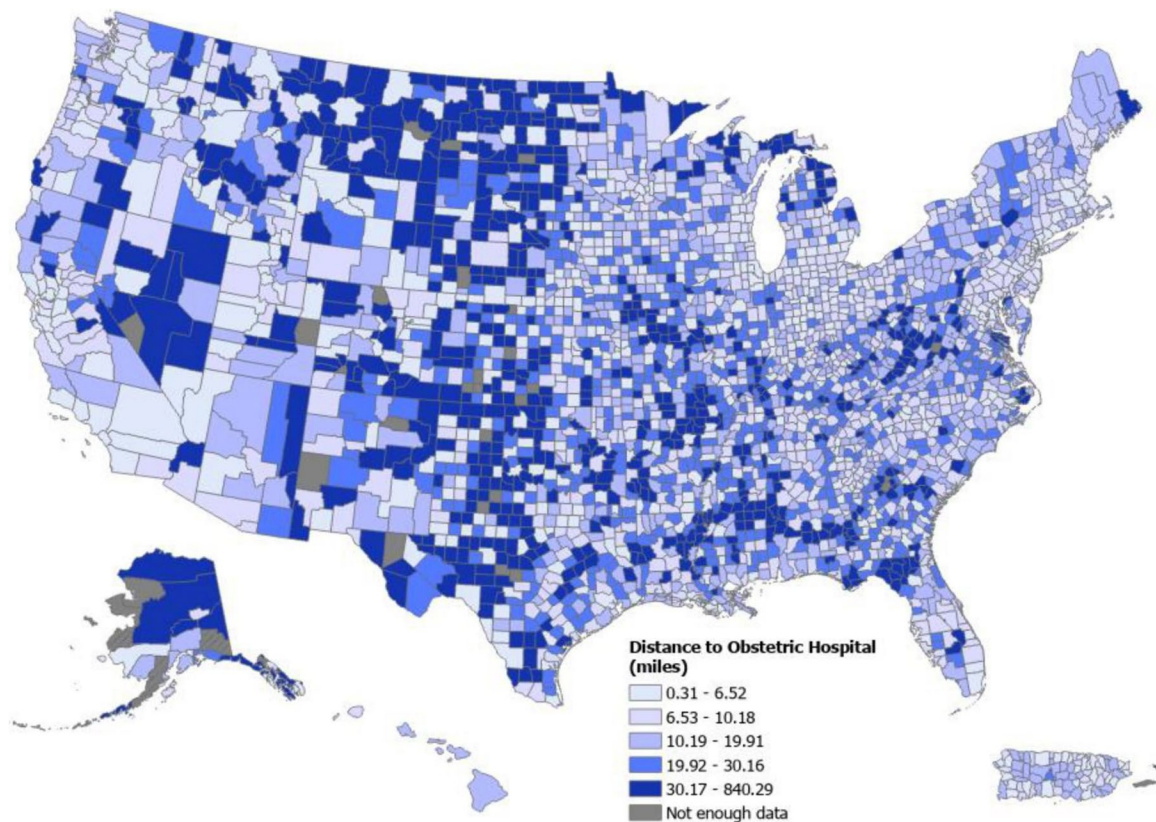 Distance to Obstetric Hospital
(miles)
0.31 - 6.52
6.53 - 10.18
10.19 - 19.91
19.92 - 30.16
30.17 - 840.29
Not enough data